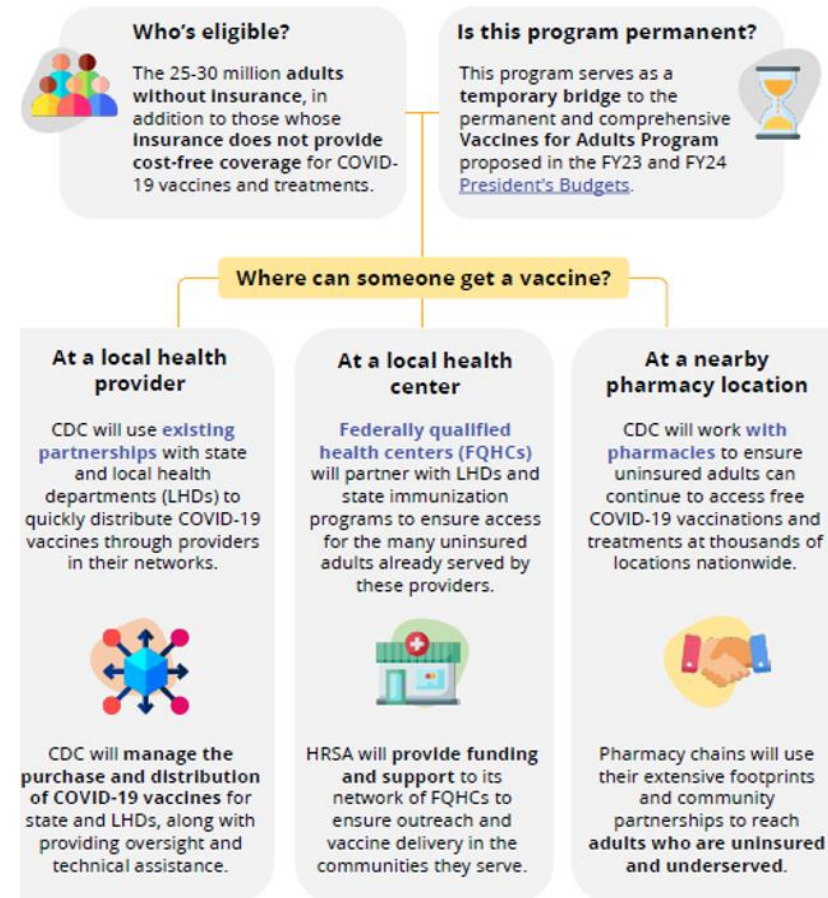 Who's eligible?
The 25-30 million adults
without insurance, in
addition to those whose
insurance does not provide
cost-free coverage for COVID-
19 vaccines and treatments.
Is this program permanent?
This program serves as a
temporary bridge to the
permanent and comprehensive
Vaccines for Adults Program
proposed in the FY23 and FY24
President's Budgets.
Where can someone get a vaccine?
At a local health
provider
CDC will use existing
partnerships with state
and local health
departments (LHDs) to
quickly distribute COVID-19
vaccines through providers
in their networks.
CDC will manage the
purchase and distribution
of COVID-19 vaccines for
state and LHDs, along with
providing oversight and
technical assistance.
At a local health
center
Federally qualified
health centers (FQHCs)
will partner with LHDs and
state immunization
programs to ensure access
for the many uninsured
adults already served by
these providers.
HRSA will provide funding
and support to its
network of FQHCs to
ensure outreach and
vaccine delivery in the
communities they serve.
At a nearby
pharmacy location
CDC will work with
pharmacies to ensure
uninsured adults can
continue to access free
COVID-19 vaccinations and
treatments at thousands of
locations nationwide.
Pharmacy chains will use
their extensive footprints
and community
partnerships to reach
adults who are uninsured
and underserved.